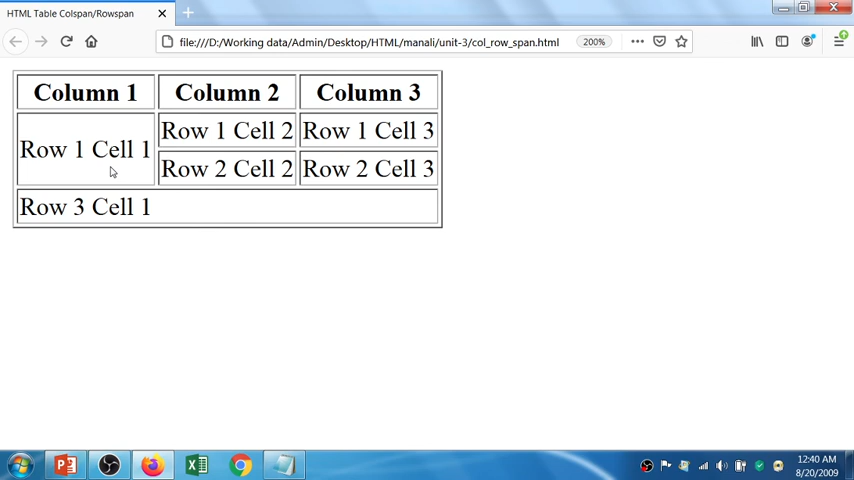 HTML Table Colspan/Rowspan
file:///D:/Working data/Admin/Desktop/HTML/manali/unit-3/col_row_span.html 200%
Column 1 Column 2 Column 3
Row 1 Cell 1 Row 1 Cell 2 Row 1 Cell 3
Row 2 Cell 2 Row 2 Cell 3
Row 3 Cell 1
12:40 AM
8/20/2009